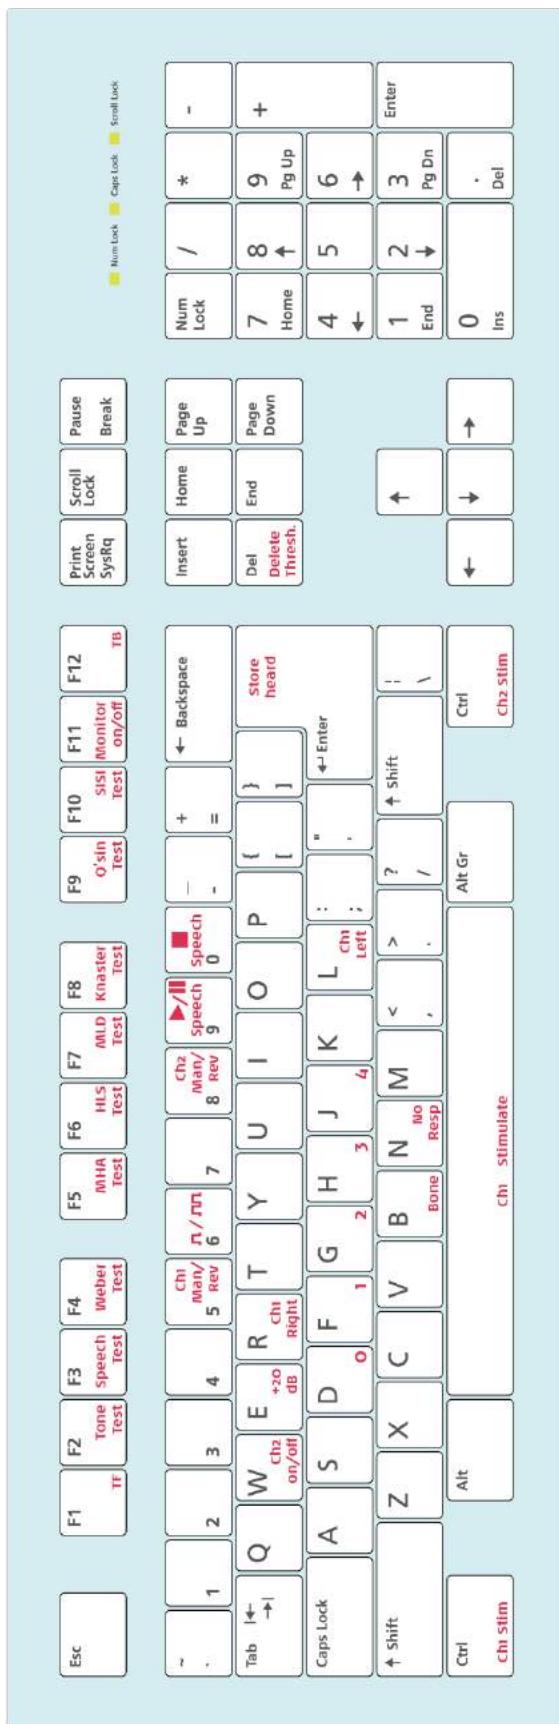 Esc
F1
TF
F2
Tone
Test
F3
Speech
Test
F4
Weber
Test
F5
MHA
Test
F6
HLS
Test
F7
MLD
Test
F8
Knaster
Test
F9
Q'sin
Test
F10
SISI
Test
F11
Monitor
on/off
F12
TB
Print
Screen
SysRq
Scroll
Lock
Pause
Break
Num Lock
Caps Lock
Scroll Lock
~
.
1
2
3
4
Ch1
Man/
5 Rev
⎍/⎍⎍
6
7
Ch2
Man/
8 Rev
▶/⏸
Speech
9
■
Speech
0
_
-
+
=
← Backspace
Insert
Home
Page
Up
Num
Lock
/
*
-
Tab
Q
W
Ch2
on/off
E
+20
dB
R
Ch1
Right
T
Y
U
I
O
P
{
[
}
]
Store
heard
↵ Enter
Del
Delete
Thresh.
End
Page
Down
7
Home
8
↑
9
Pg Up
+
Caps Lock
A
S
D
0
F
1
G
2
H
3
J
4
K
L
Ch1
Left
:
;
"
.
4
←
5
6
→
↑ Shift
Z
X
C
V
B
Bone
N
No
Resp
M
<
,
>
.
?
/
↑ Shift
¦
\
↑
1
End
2
↓
3
Pg Dn
Enter
Ctrl
Ch1 Stim
Alt
Ch1 Stimulate
Alt Gr
Ctrl
Ch2 Stim
←
↓
→
0
Ins
.
Del